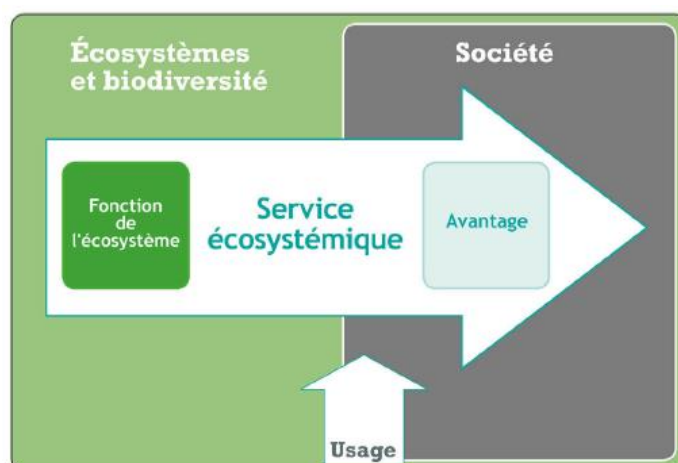 Écosystèmes
et biodiversité
Société
Fonction
de
l'écosystème
Service
écosystémique
Avantage
Usage